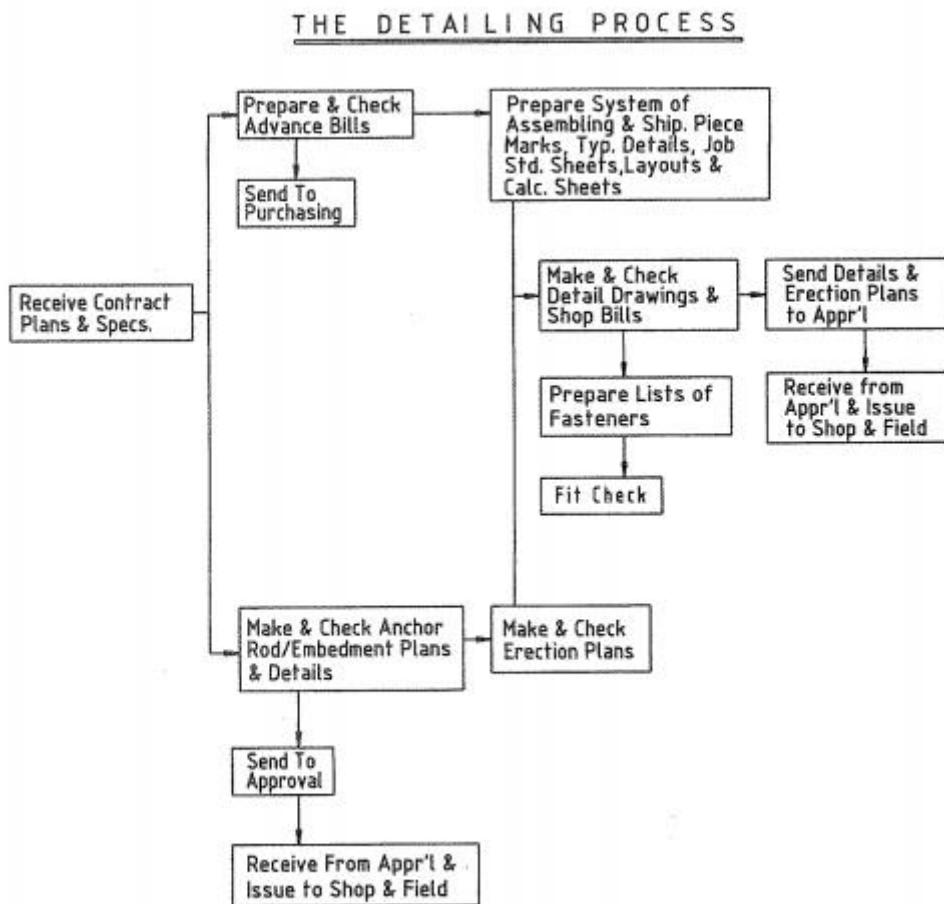 THE DETAILING PROCESS
Prepare & Check
Advance Bills
Prepare System of
Assembling & Ship. Piece
Marks, Typ. Details, Job
Std. Sheets,Layouts &
Calc. Sheets
Send To
Purchasing
Receive Contract
Plans & Specs.
Make & Check
Detail Drawings &
Shop Bills
Send Details &
Erection Plans
to Appr'l
Prepare Lists of
Fasteners
Receive from
Appr'l & Issue
to Shop & Field
Fit Check
Make & Check Anchor
Rod/Embedment Plans
& Details
Make & Check
Erection Plans
Send To
Approval
Receive From Appr'l &
Issue to Shop & Field